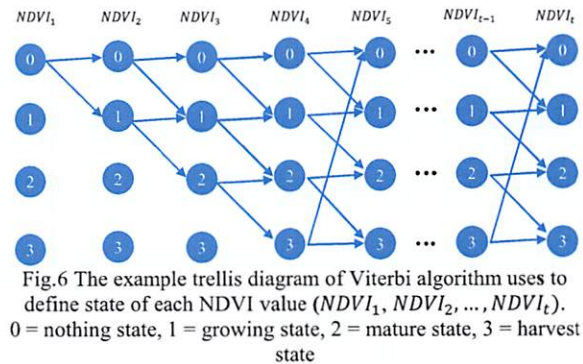 NDVI₁ NDVI₂ NDVI₃ NDVI₄ NDVI₅ NDVIₜ₋₁ NDVIₜ
0 0 0 0 0 ••• 0 0
1 1 1 1 1 ••• 1 1
2 2 2 2 2 ••• 2 2
3 3 3 3 3 ••• 3 3
Fig.6 The example trellis diagram of Viterbi algorithm uses to
define state of each NDVI value (NDVI₁, NDVI₂, ..., NDVIₜ).
0 = nothing state, 1 = growing state, 2 = mature state, 3 = harvest
state